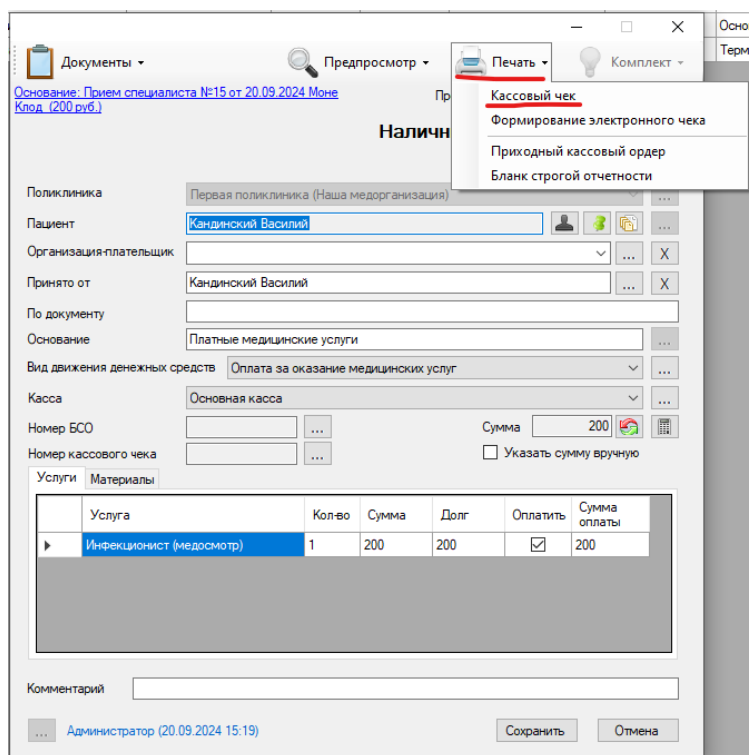 Осно
Документы
Предпросмотр
Печать
Комплект
Терм
Основание: Прием специалиста №15 от 20.09.2024 Моне
Клод (200 руб.)
Кассовый чек
Формирование электронного чека
Приходный кассовый ордер
Бланк строгой отчетности
Пр
Наличн
Поликлиника
Первая поликлиника (Наша медорганизация)
...
Пациент
Кандинский Василий
...
Организация-плательщик
... X
Принято от
Кандинский Василий
... X
По документу
Основание
Платные медицинские услуги
...
Вид движения денежных средств
Оплата за оказание медицинских услуг
...
Касса
Основная касса
...
Номер БСО
...
Сумма 200
Номер кассового чека
...
Указать сумму вручную
Услуги Материалы
Услуга Кол-во Сумма Долг Оплатить Сумма оплаты
Инфекционист (медосмотр) 1 200 200 200
Комментарий
... Администратор (20.09.2024 15:19)
Сохранить Отмена